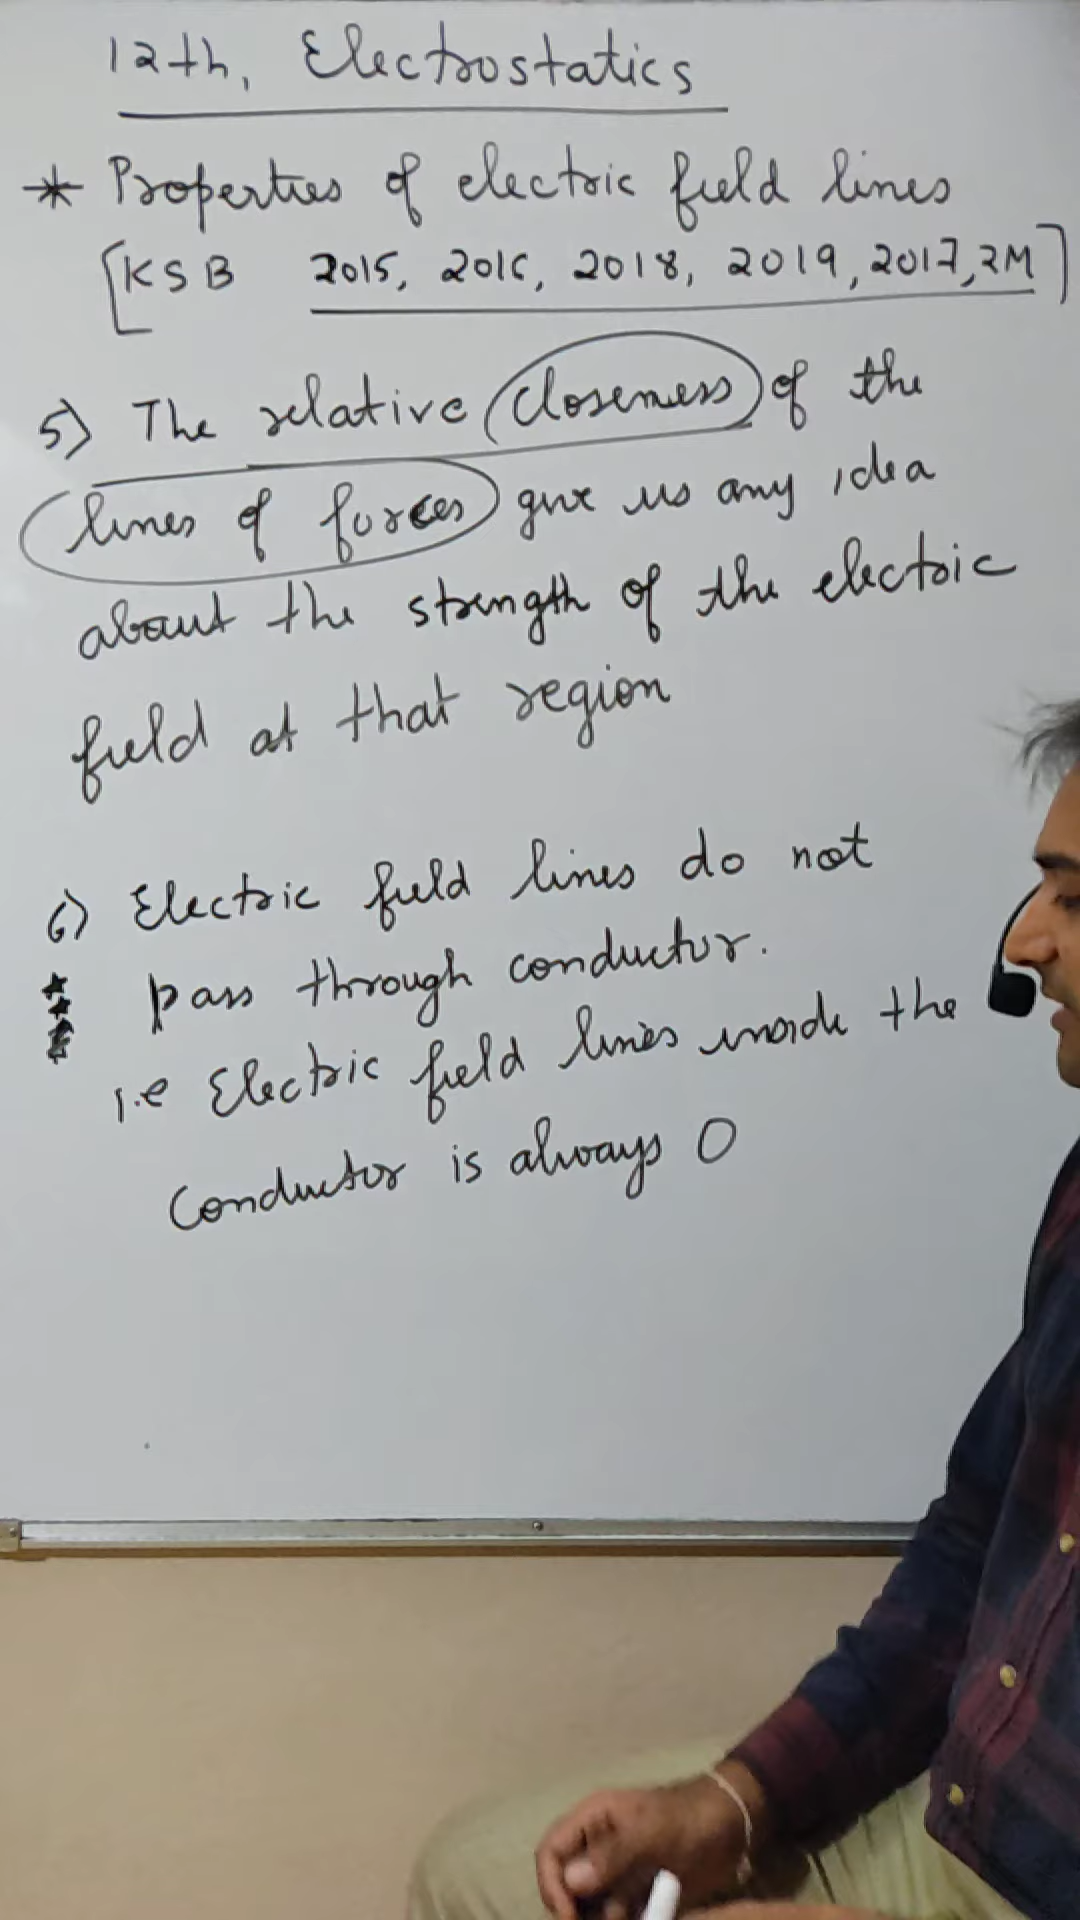 12th, Electrostatics
* Properties of electric field lines
[KSB 2015, 2016, 2018, 2019, 2017, 2M]
5) The relative closeness of the
lines of forces give us any idea
about the strength of the electric
field at that region
6) Electric field lines do not
pass through conductor.
i.e Electric field lines inside the
conductor is always 0